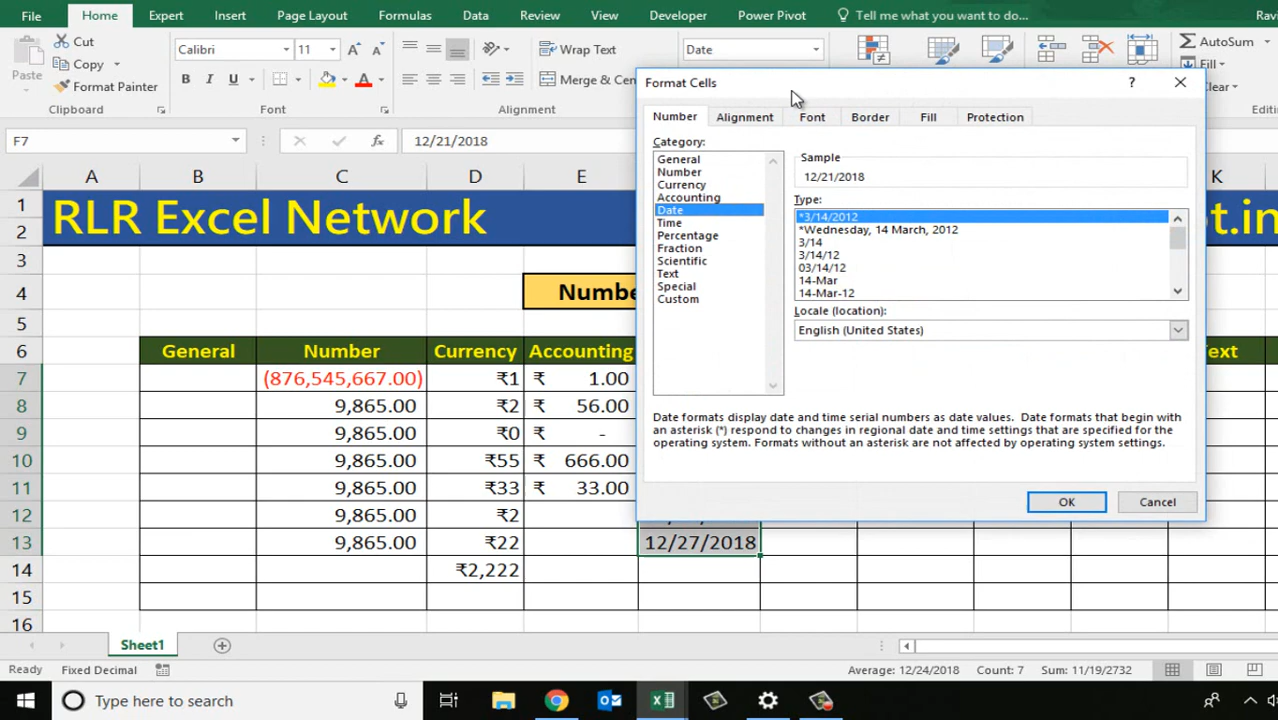 File Home Expert Insert Page Layout Formulas Data Review View Developer Power Pivot Tell me what you want to do... Ravi
Cut
Copy
Format Painter
Paste
Clipboard
Calibri 11
B I U
Font
Wrap Text
Merge & Cen
Alignment
Date
AutoSum
Fill
Clear
Editi
F7 12/21/2018
Format Cells
Number Alignment Font Border Fill Protection
Category:
General
Number
Currency
Accounting
Date
Time
Percentage
Fraction
Scientific
Text
Special
Custom
Sample
12/21/2018
Type:
*3/14/2012
*Wednesday, 14 March, 2012
3/14
3/14/12
03/14/12
14-Mar
14-Mar-12
Locale (location):
English (United States)
Date formats display date and time serial numbers as date values. Date formats that begin with
an asterisk (*) respond to changes in regional date and time settings that are specified for the
operating system. Formats without an asterisk are not affected by operating system settings.
OK Cancel
A B C D E K
1 RLR Excel Network t.in
2
3
4 Numbe
5
6 General Number Currency Accounting Text
7 (876,545,667.00) ₹1 ₹ 1.00
8 9,865.00 ₹2 ₹ 56.00
9 9,865.00 ₹0 ₹ -
10 9,865.00 ₹55 ₹ 666.00
11 9,865.00 ₹33 ₹ 33.00
12 9,865.00 ₹2
13 9,865.00 ₹22 12/27/2018
14 ₹2,222
15
16
Sheet1
Ready Fixed Decimal Average: 12/24/2018 Count: 7 Sum: 11/19/2732
Type here to search